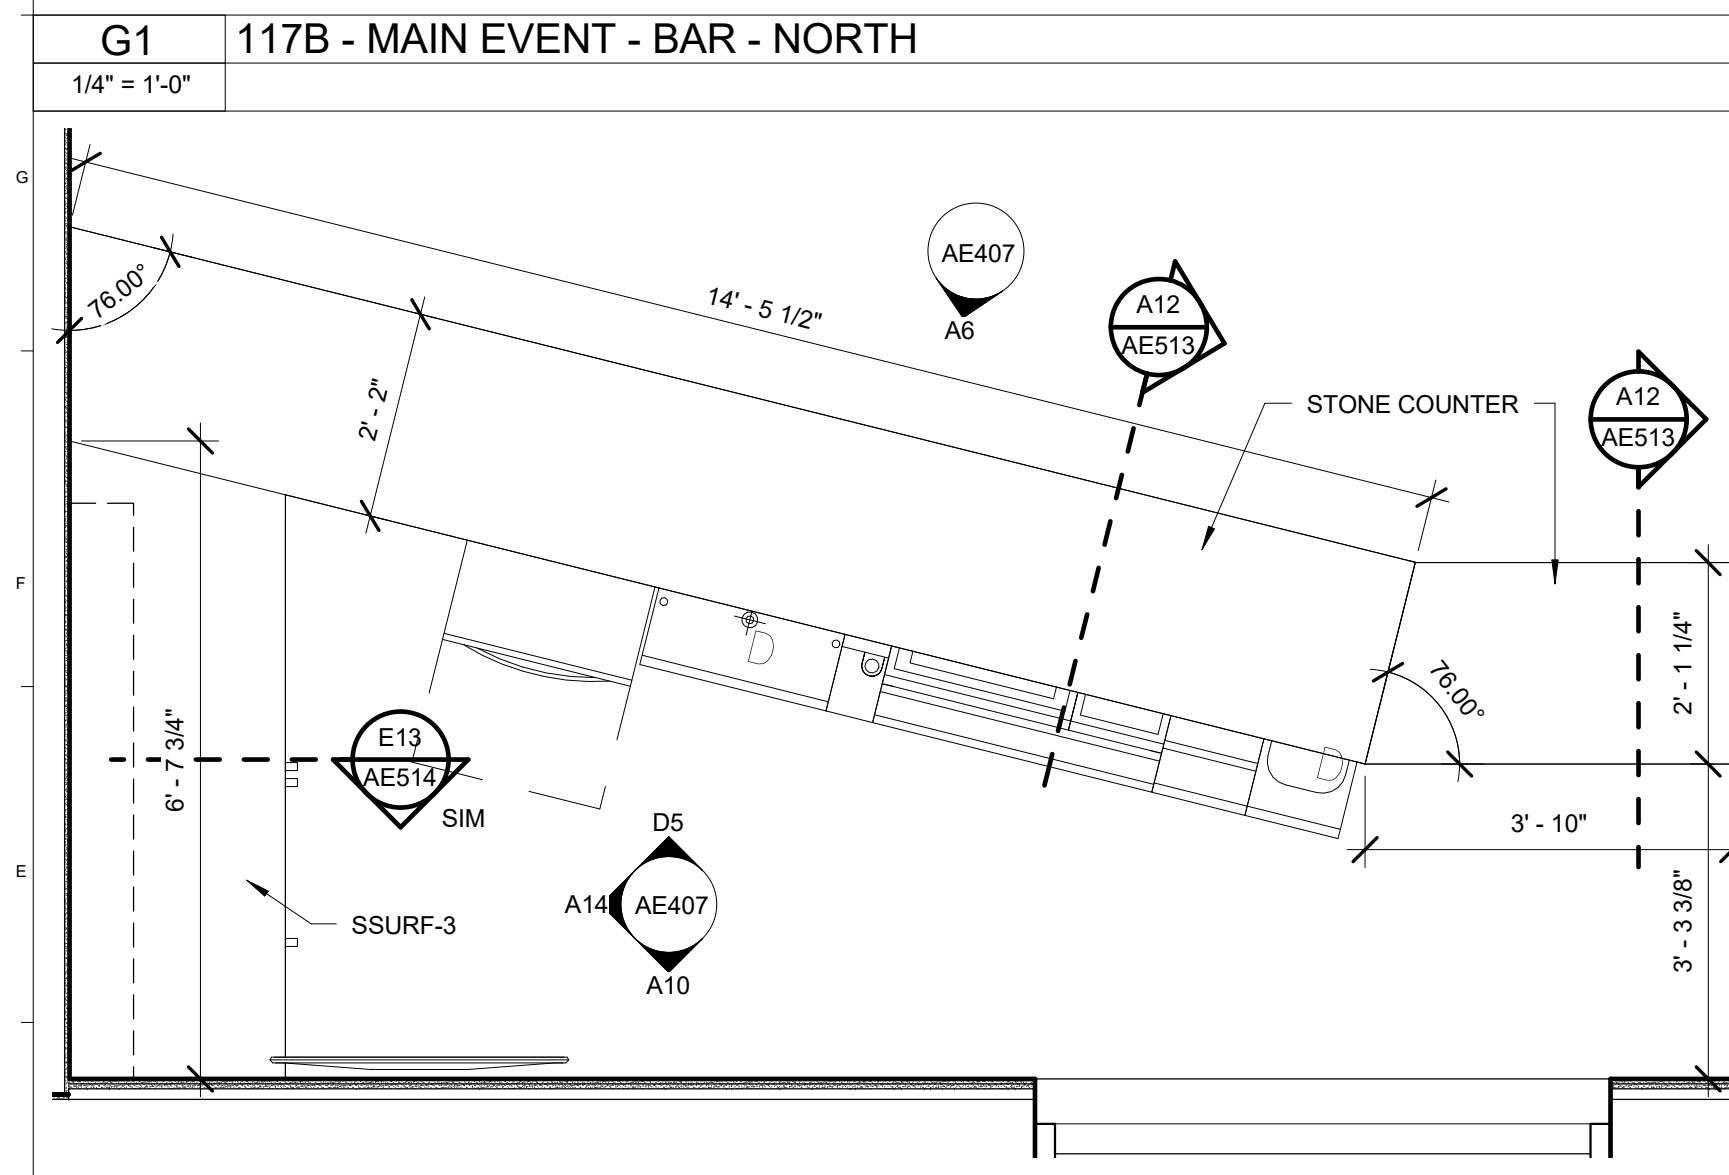 G1
117B - MAIN EVENT - BAR - NORTH
1/4" = 1'-0"
G
76.00°
14' - 5 1/2"
AE407
A6
A12
AE513
A12
AE513
STONE COUNTER
2' - 2"
F
2' - 1 1/4"
76.00°
6' - 7 3/4"
E13
AE514
SIM
3' - 10"
E
D5
A14
AE407
A10
SSURF-3
3' - 3 3/8"
D
D